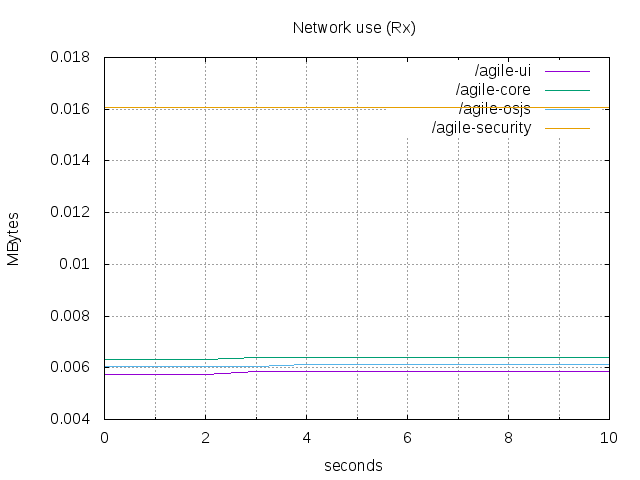 Network use (Rx)
/agile-ui
/agile-core
/agile-osjs
/agile-security
MBytes
0.018
0.016
0.014
0.012
0.01
0.008
0.006
0.004
0 2 4 6 8 10
seconds